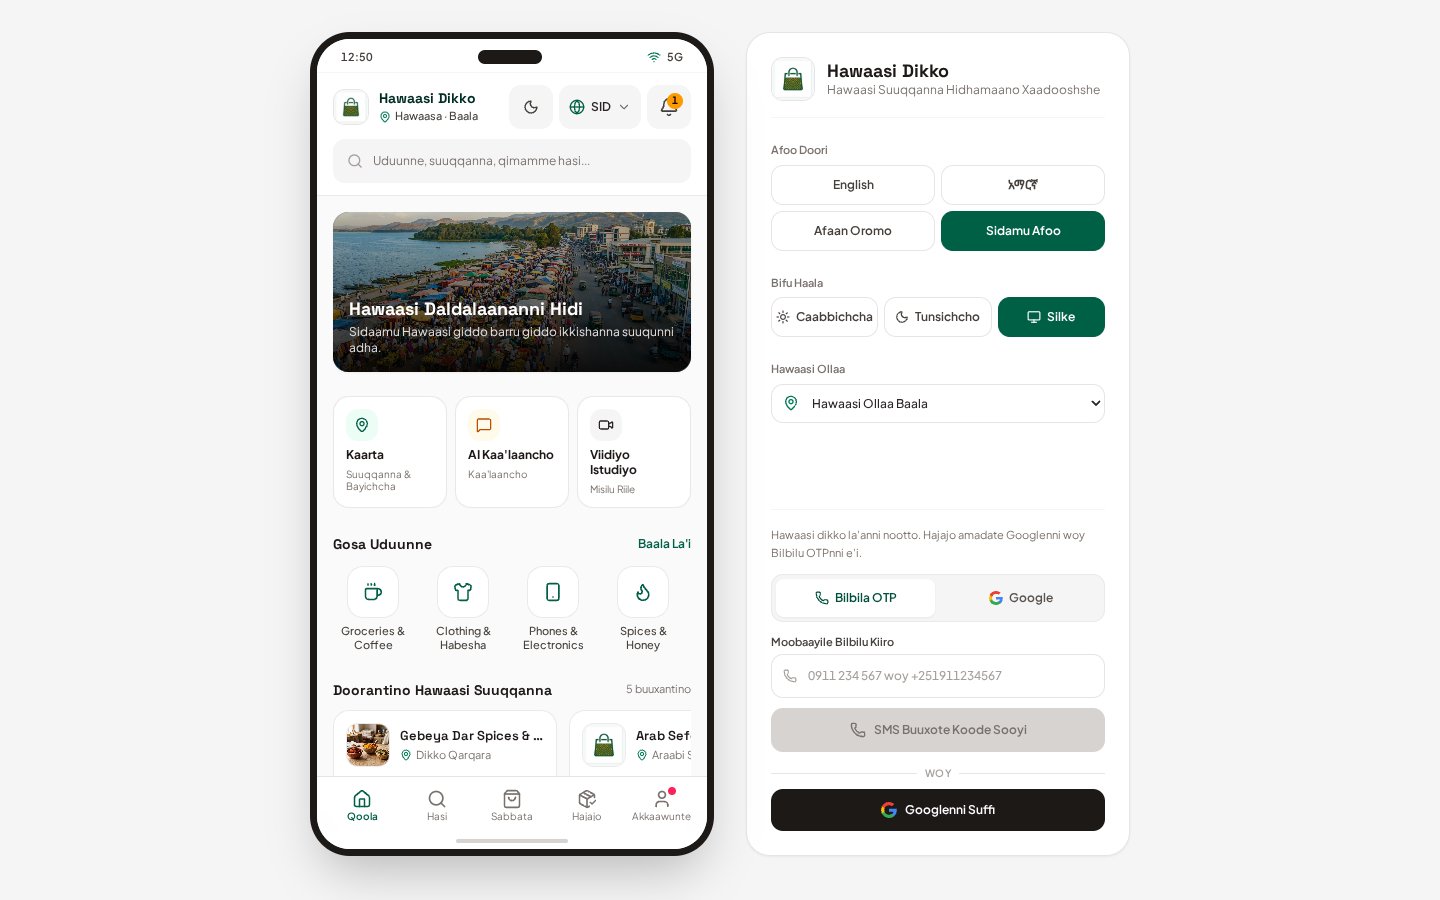 12:50
5G
Hawaasi Dikko
Hawaasa · Baala
SID
1
Uduunne, suuqqanna, qimamme hasi...
Hawaasi Daldalaananni Hidi
Sidaamu Hawaasi giddo barru giddo ikkishanna suuqunni
adha.
Kaarta
Suuqqanna &
Bayichcha
AI Kaa'laancho
Kaa'laancho
Viidiyo
Istudiyo
Misilu Riile
Gosa Uduunne
Baala La'i
Groceries &
Coffee
Clothing &
Habesha
Phones &
Electronics
Spices &
Honey
Doorantino Hawaasi Suuqqanna
5 buuxantino
Gebeya Dar Spices & ...
Dikko Qarqara
Arab Sef
Araabi S
Qoola
Hasi
Sabbata
Hajajo
Akkaawunte
Hawaasi Dikko
Hawaasi Suuqqanna Hidhamaano Xaadooshshe
Afoo Doori
English
አማርኛ
Afaan Oromo
Sidamu Afoo
Bifu Haala
Caabbichcha
Tunsichcho
Silke
Hawaasi Ollaa
Hawaasi Ollaa Baala
Hawaasi dikko la'anni nootto. Hajajo amadate Googlenni woy
Bilbilu OTPnni e'i.
Bilbila OTP
Google
Moobaayile Bilbilu Kiiro
0911 234 567 woy +251911234567
SMS Buuxote Koode Sooyi
WOY
Googlenni Suffi